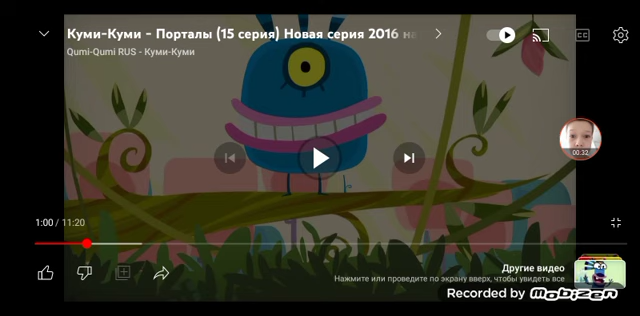 Куми-Куми - Порталы (15 серия) Новая серия 2016 на
Qumi-Qumi RUS - Куми-Куми
CC
00:32
1:00 / 11:20
Другие видео
Нажмите или проведите по экрану вверх, чтобы увидеть все
Recorded by Mobizen